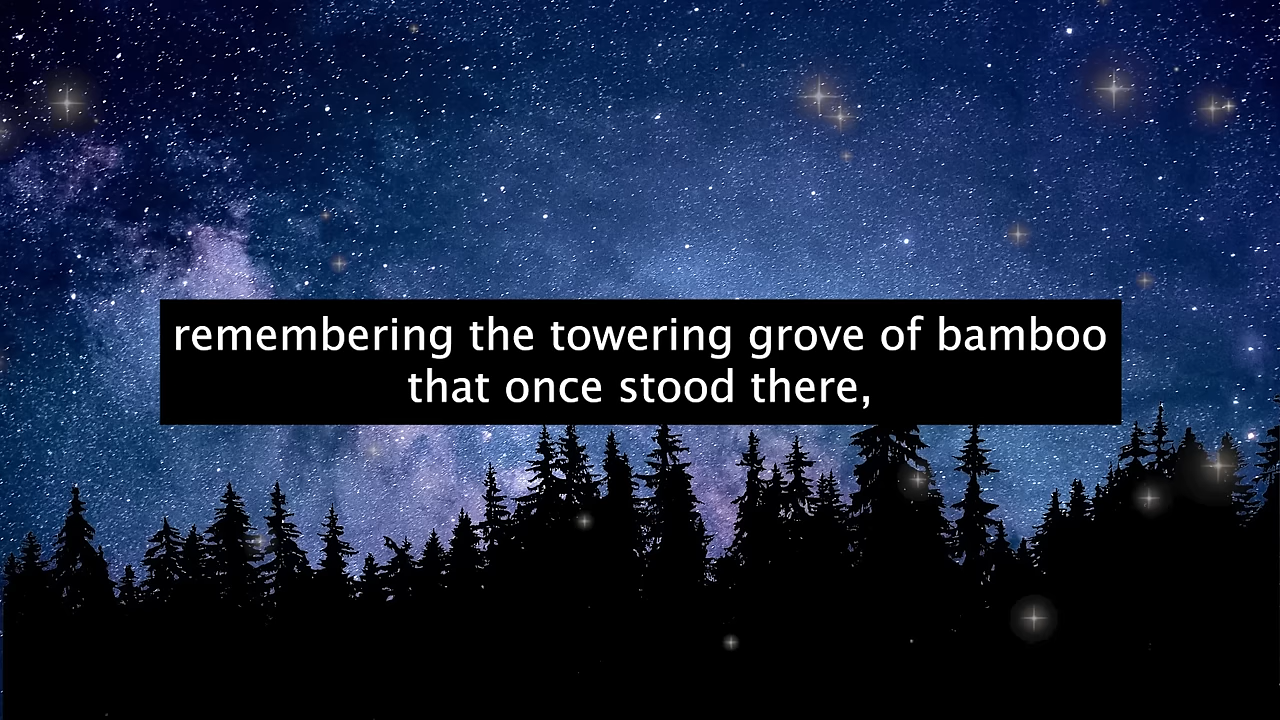 remembering the towering grove of bamboo
that once stood there,